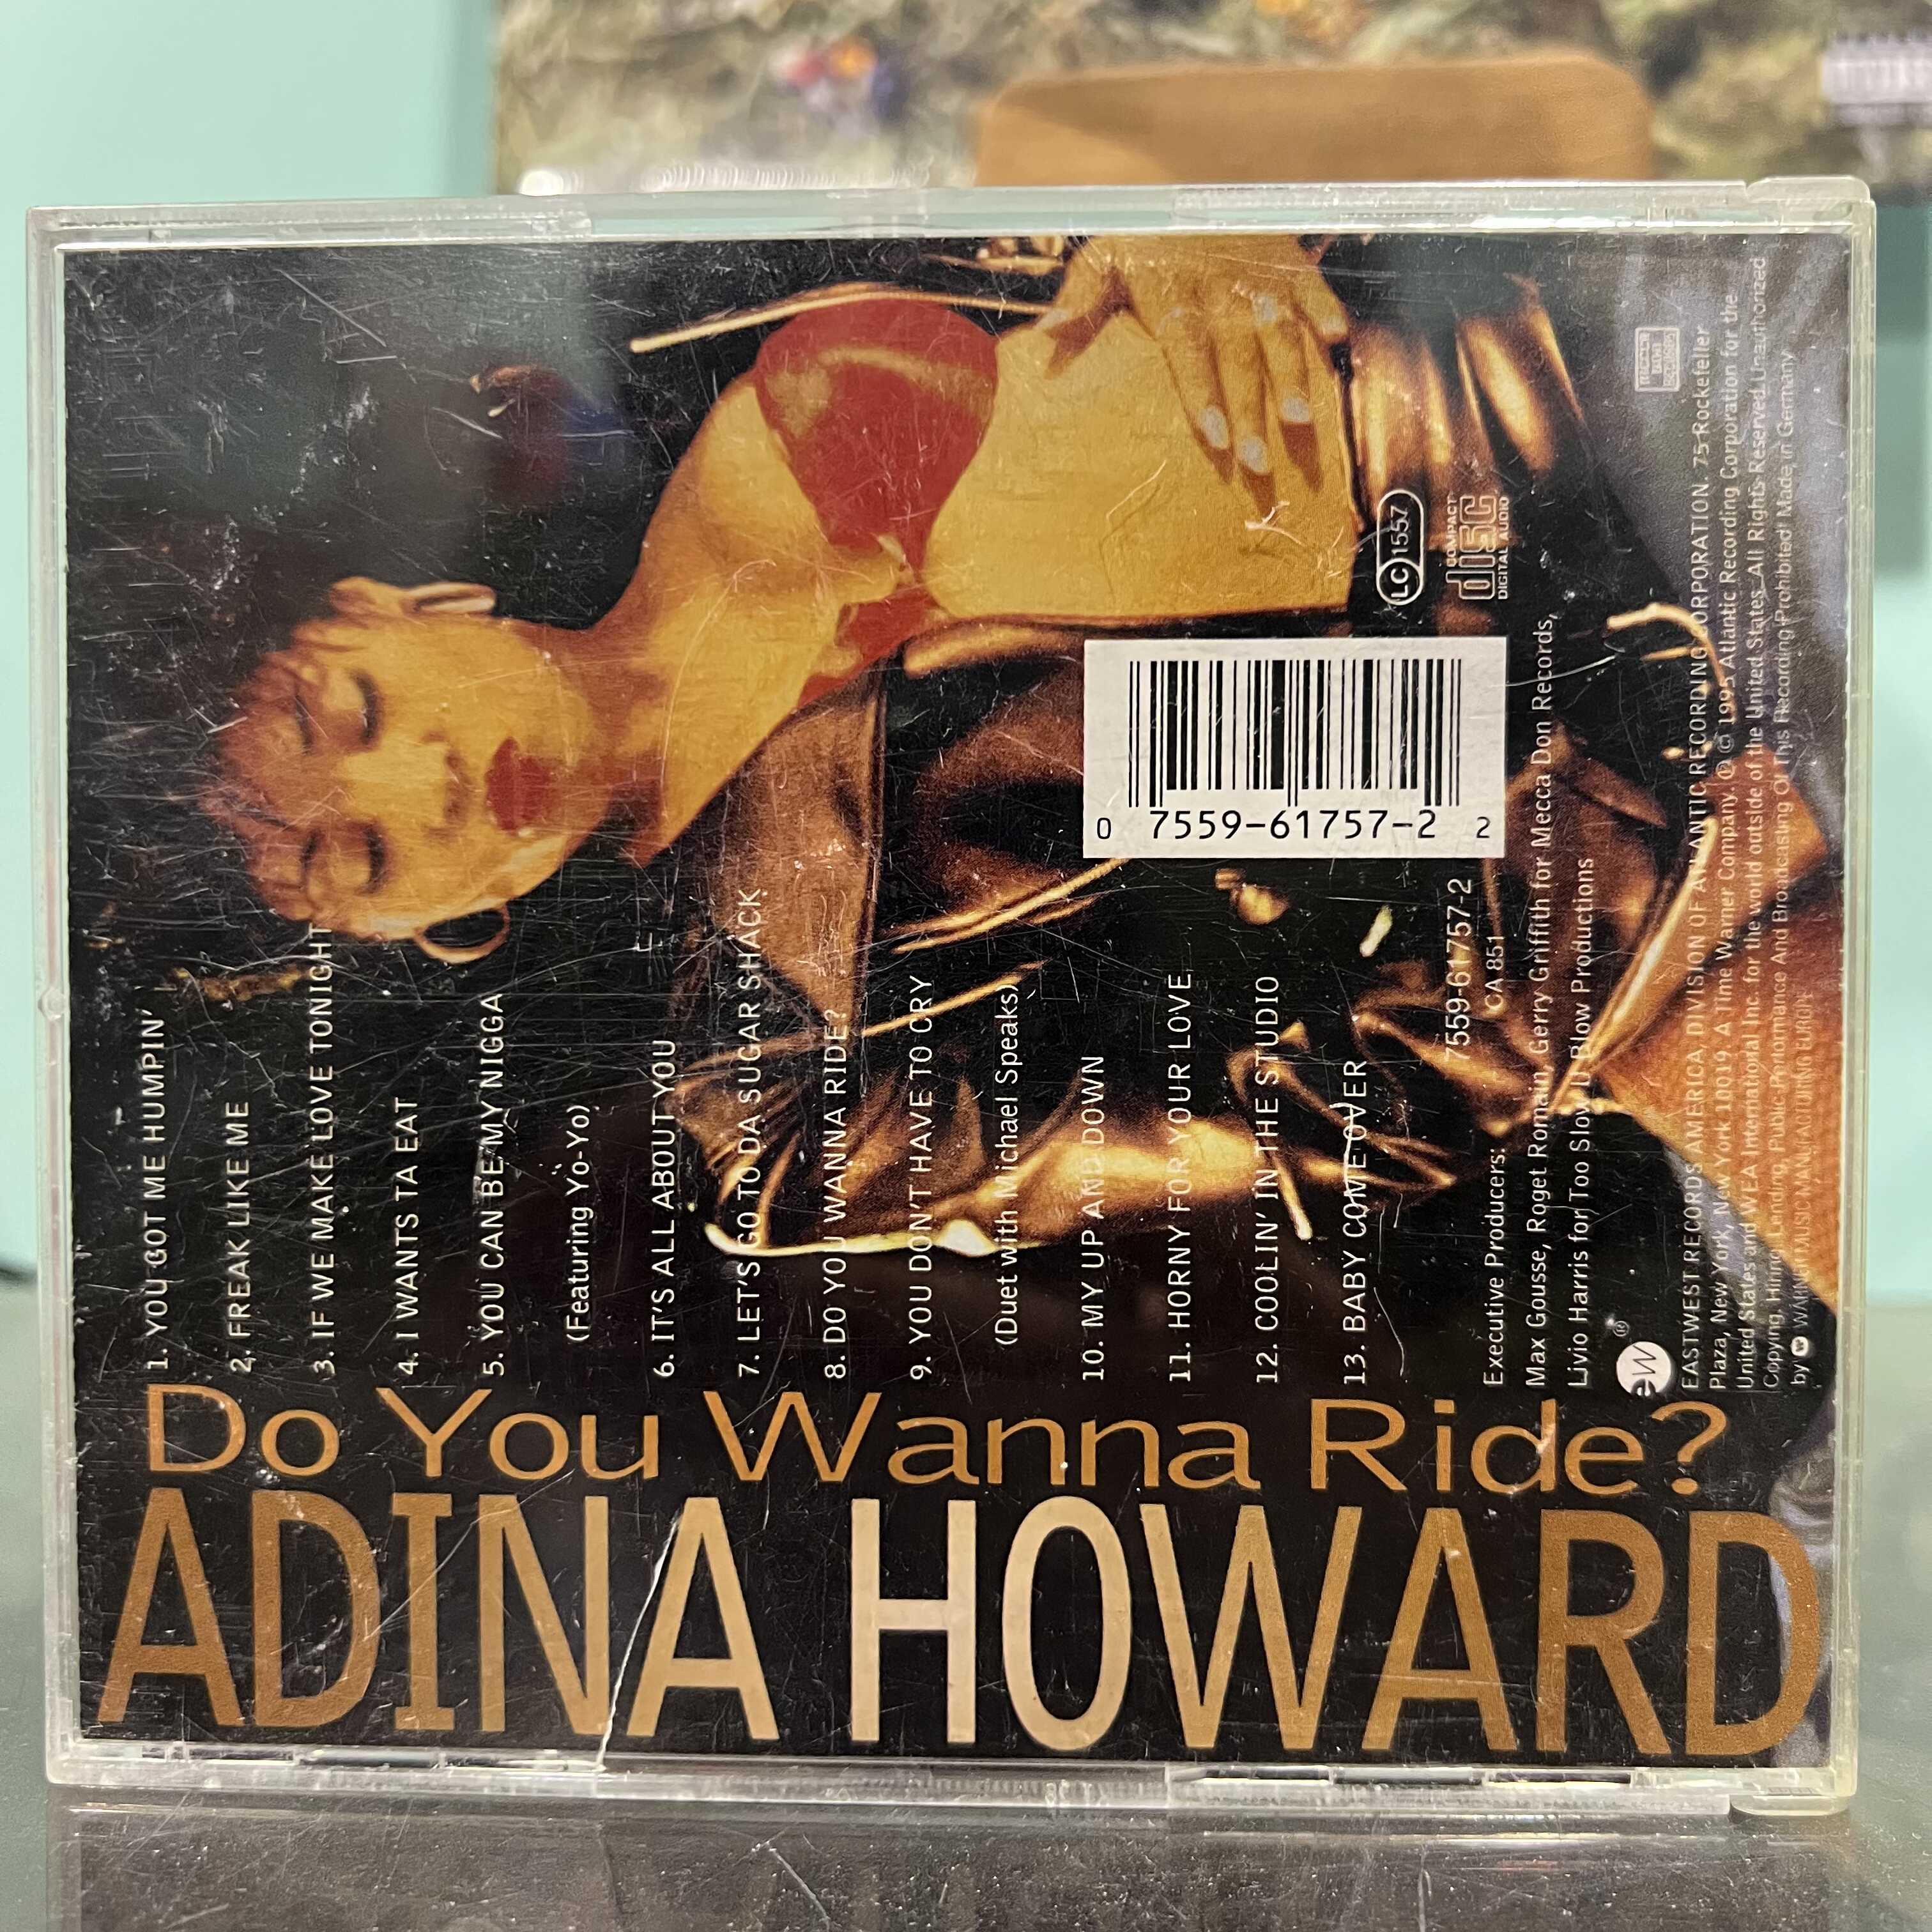 ADINA HOWARD
Do You Wanna Ride?
1. YOU GOT ME HUMPIN'
2. FREAK LIKE ME
3. IF WE MAKE LOVE TONIGHT
4. I WANTS TA EAT
5. YOU CAN BE MY NIGGA
(Featuring Yo-Yo)
6. IT'S ALL ABOUT YOU
7. LET'S GO TO DA SUGAR SHACK
8. DO YOU WANNA RIDE?
9. YOU DON'T HAVE TO CRY
(Duet with Michael Speaks)
10. MY UP AND DOWN
11. HORNY FOR YOUR LOVE
12. COOLIN' IN THE STUDIO
13. BABY COME OVER
7559-61757-2
CA 851
0 7559-61757-2 2
LC 1557
COMPACT
disc
DIGITAL AUDIO
Executive Producers:
Max Gousse, Roget Romain, Gerry Griffith for Mecca Don Records,
Livio Harris for Too Slow U Blow Productions
ew ®
EASTWEST RECORDS AMERICA, DIVISION OF ATLANTIC RECORDING CORPORATION. 75 Rockefeller
Plaza, New York, New York 10019. A Time Warner Company. ℗ © 1995 Atlantic Recording Corporation for the
United States and WEA International Inc. for the world outside of the United States. All Rights Reserved. Unauthorized
Copying, Hiring, Lending, Public Performance And Broadcasting Of This Recording Prohibited. Made in Germany
by WARNER MUSIC MANUFACTURING EUROPE